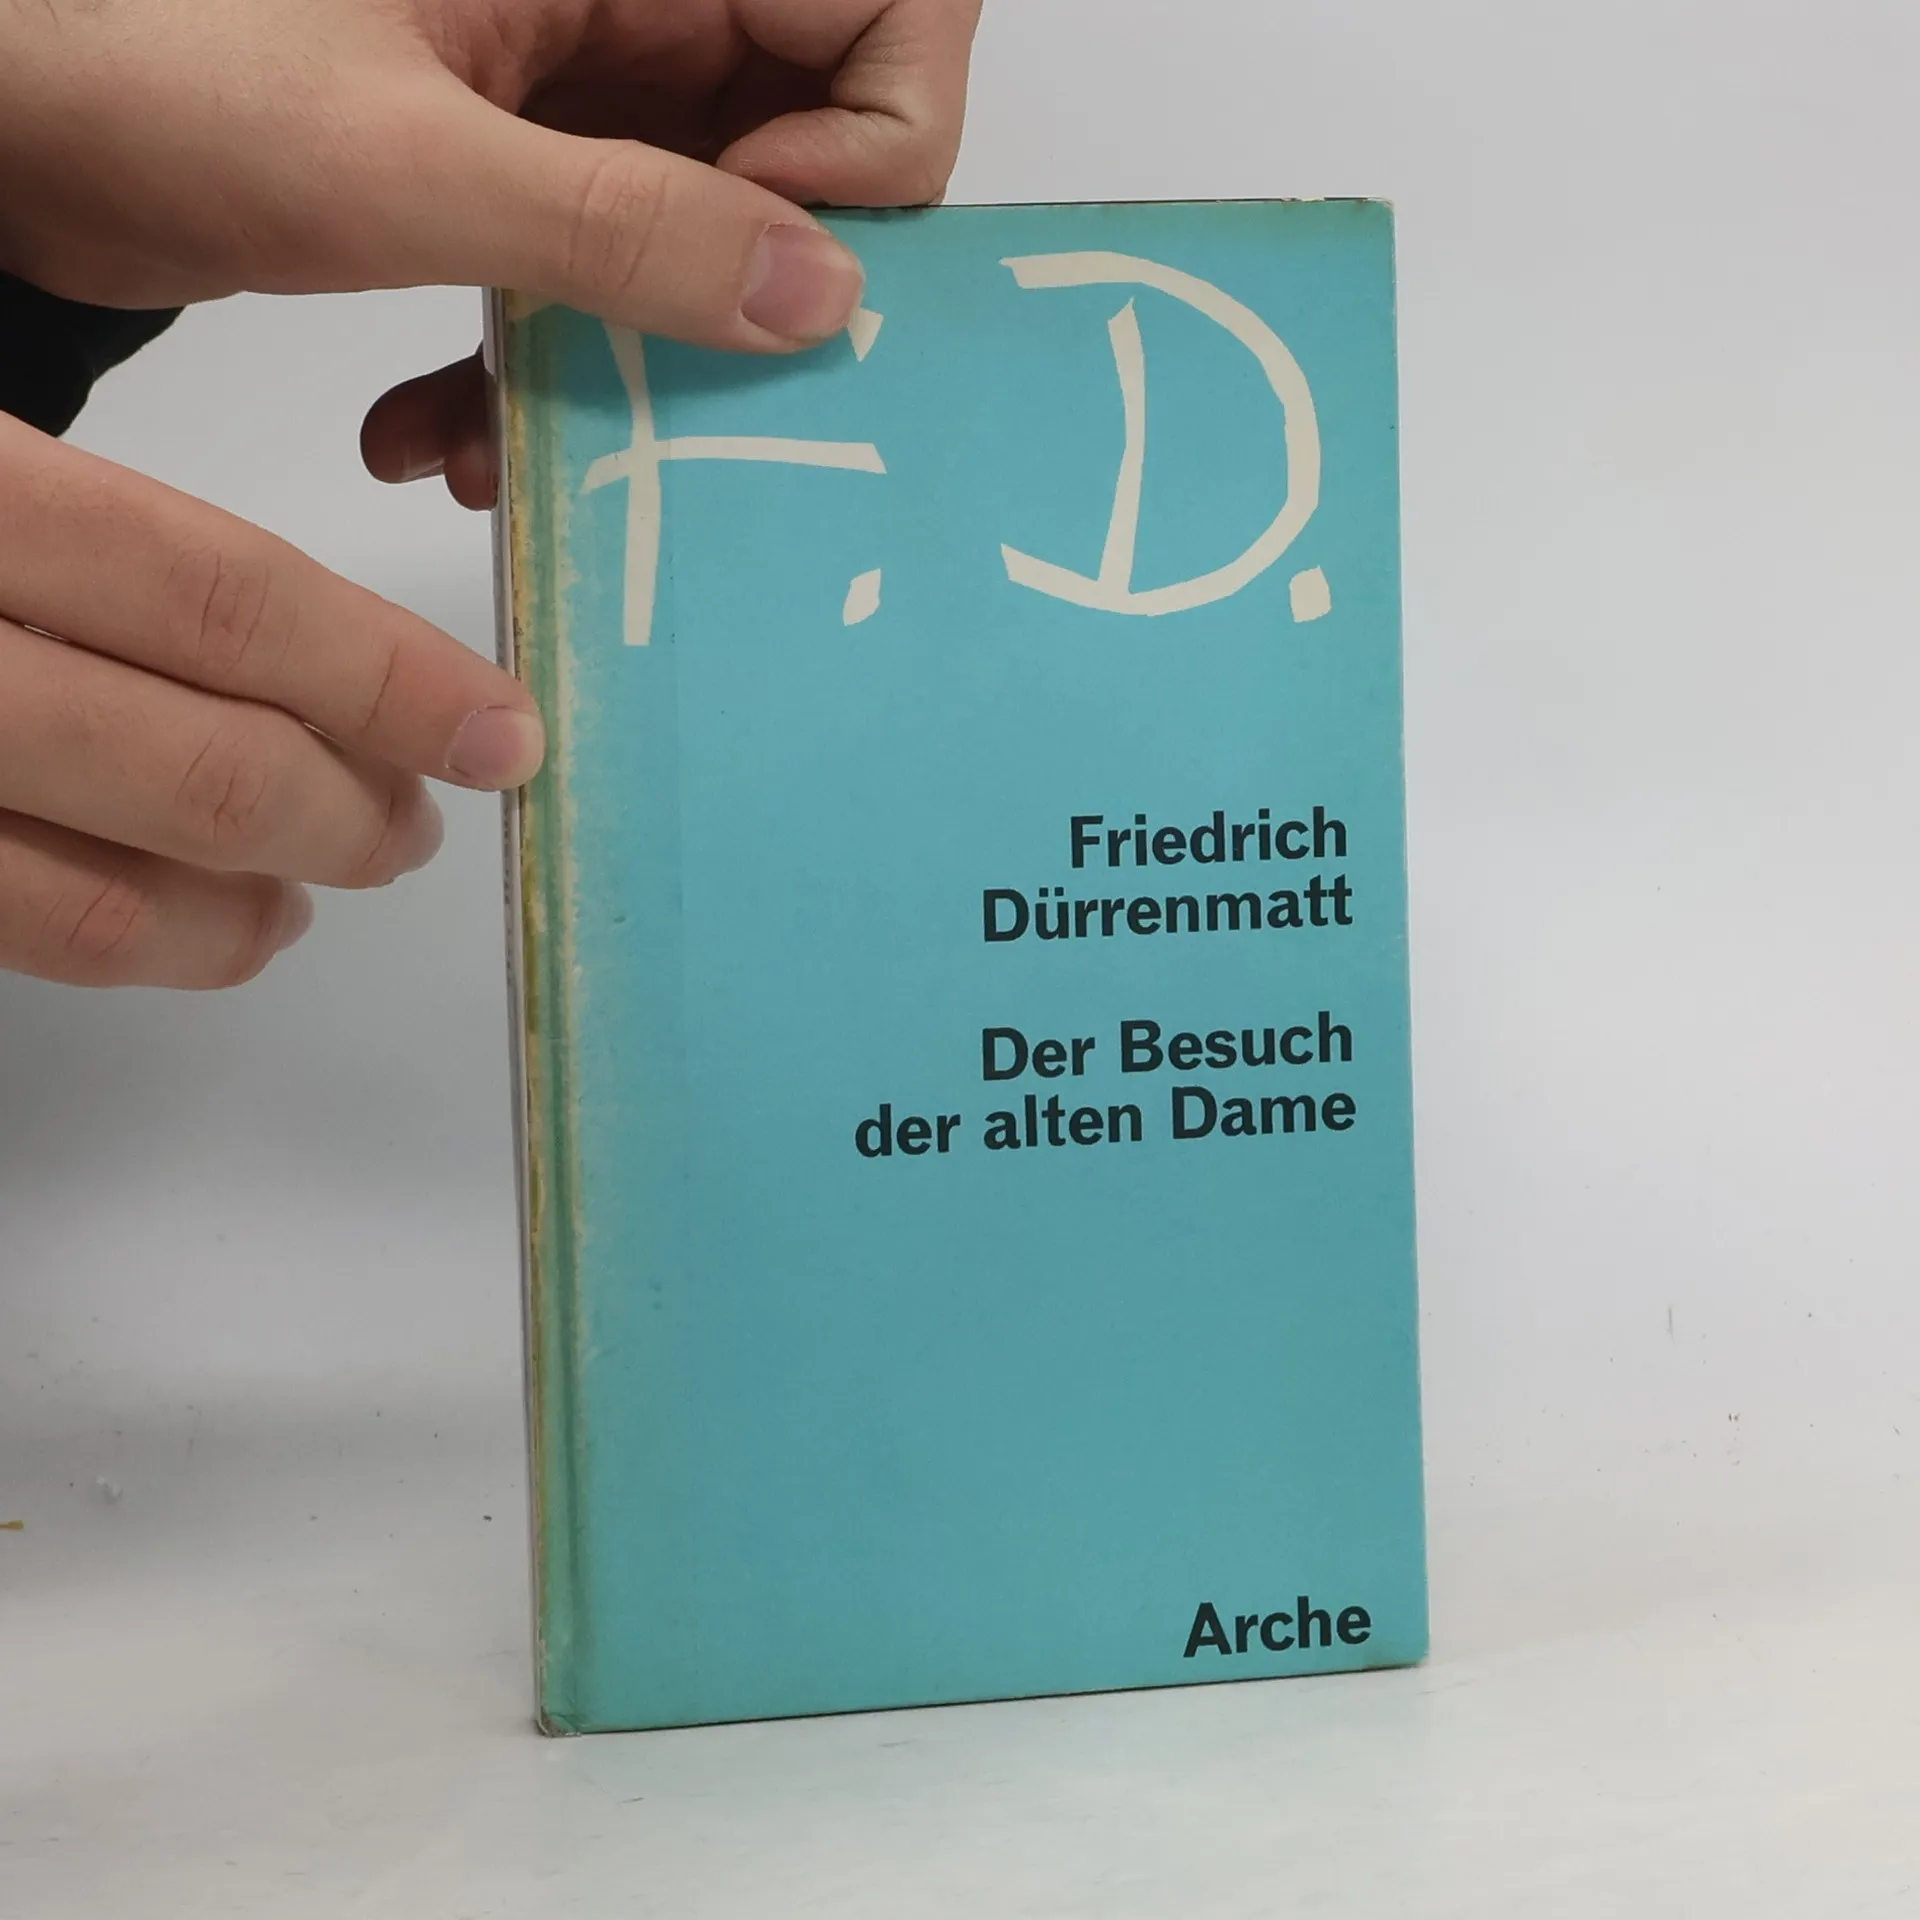 F. D.
Friedrich
Dürrenmatt
Der Besuch
der alten Dame
Arche